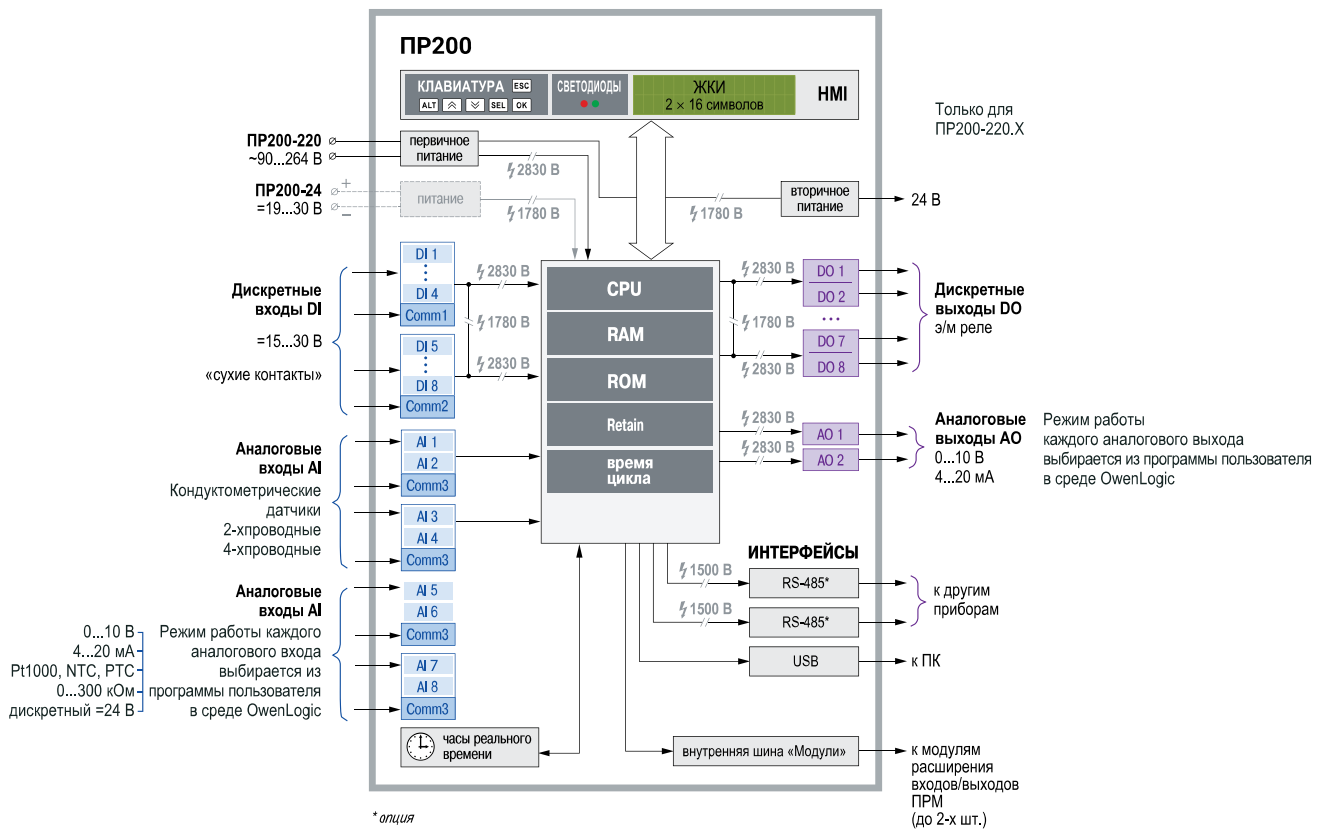 ПР200
КЛАВИАТУРА ESC
ALT SEL OK
СВЕТОДИОДЫ
ЖКИ
2 × 16 символов
HMI
Только для
ПР200-220.X
ПР200-220
~90...264 В
первичное
питание
2830 В
ПР200-24
=19...30 В
+
–
питание
1780 В
1780 В
вторичное
питание
24 В
Дискретные
входы DI
=15...30 В
«сухие контакты»
DI 1
DI 4
Comm1
DI 5
DI 8
Comm2
2830 В
1780 В
2830 В
CPU
RAM
ROM
Retain
время
цикла
2830 В
1780 В
2830 В
DO 1
DO 2
...
DO 7
DO 8
Дискретные
выходы DO
э/м реле
Аналоговые
входы AI
Кондуктометрические
датчики
2-хпроводные
4-хпроводные
AI 1
AI 2
Comm3
AI 3
AI 4
Comm3
2830 В
2830 В
AO 1
AO 2
Аналоговые
выходы AO
0...10 В
4...20 мА
Режим работы
каждого аналогового выхода
выбирается из программы пользователя
в среде OwenLogic
Аналоговые
входы AI
Режим работы каждого
аналогового входа
выбирается из
программы пользователя
в среде OwenLogic
0...10 В
4...20 мА
Pt1000, NTC, PTC
0...300 кОм
дискретный =24 В
AI 5
AI 6
Comm3
AI 7
AI 8
Comm3
ИНТЕРФЕЙСЫ
1500 В
RS-485*
1500 В
RS-485*
к другим
приборам
USB
к ПК
часы реального
времени
внутренняя шина «Модули»
к модулям
расширения
входов/выходов
ПРМ
(до 2-х шт.)
* опция